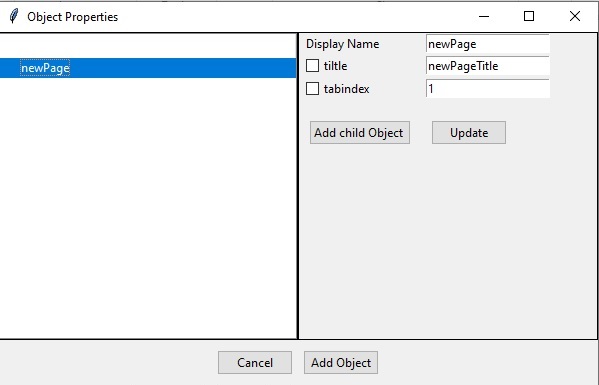 Object Properties
newPage
Display Name newPage
tiltle newPageTitle
tabindex 1
Add child Object Update
Cancel Add Object